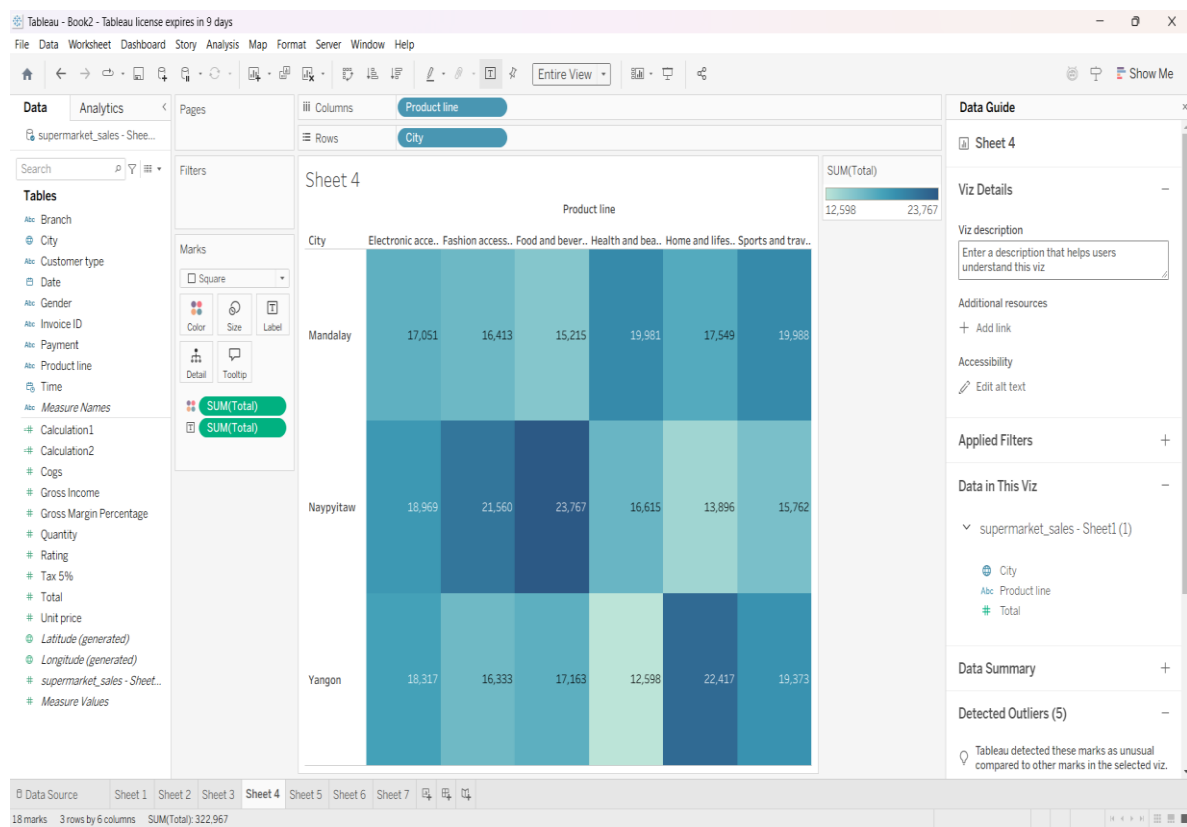 Tableau - Book2 - Tableau license expires in 9 days
File Data Worksheet Dashboard Story Analysis Map Format Server Window Help
Entire View
Show Me
Data Analytics
supermarket_sales - Shee...
Search
Tables
Abc Branch
City
Abc Customer type
Date
Abc Gender
Abc Invoice ID
Abc Payment
Abc Product line
Time
Abc Measure Names
=# Calculation1
=# Calculation2
# Cogs
# Gross Income
# Gross Margin Percentage
# Quantity
# Rating
# Tax 5%
# Total
# Unit price
Latitude (generated)
Longitude (generated)
# supermarket_sales - Sheet...
# Measure Values
Pages
Filters
Marks
Square
Color Size Label
Detail Tooltip
SUM(Total)
SUM(Total)
Columns Product line
Rows City
Sheet 4
Product line
City Electronic acce.. Fashion access.. Food and bever.. Health and bea.. Home and lifes.. Sports and trav..
Mandalay 17,051 16,413 15,215 19,981 17,549 19,988
Naypyitaw 18,969 21,560 23,767 16,615 13,896 15,762
Yangon 18,317 16,333 17,163 12,598 22,417 19,373
SUM(Total)
12,598 23,767
Data Guide
Sheet 4
Viz Details
Viz description
Enter a description that helps users
understand this viz
Additional resources
+ Add link
Accessibility
Edit alt text
Applied Filters
Data in This Viz
supermarket_sales - Sheet1 (1)
City
Abc Product line
# Total
Data Summary
Detected Outliers (5)
Tableau detected these marks as unusual
compared to other marks in the selected viz.
Data Source Sheet 1 Sheet 2 Sheet 3 Sheet 4 Sheet 5 Sheet 6 Sheet 7
18 marks 3 rows by 6 columns SUM(Total): 322,967